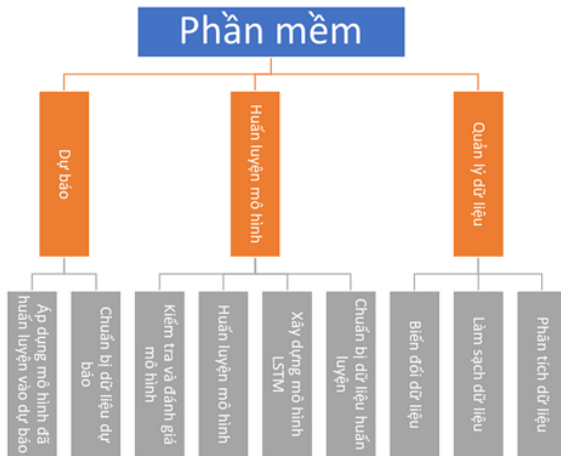 Phần mềm
Dự báo
Huấn luyện mô hình
Quản lý dữ liệu
Áp dụng mô hình đã
huấn luyện vào dự báo
Chuẩn bị dữ liệu dự
báo
Kiểm tra và đánh giá
mô hình
Huấn luyện mô hình
Xây dựng mô hình
LSTM
Chuẩn bị dữ liệu huấn
luyện
Biến đổi dữ liệu
Làm sạch dữ liệu
Phân tích dữ liệu